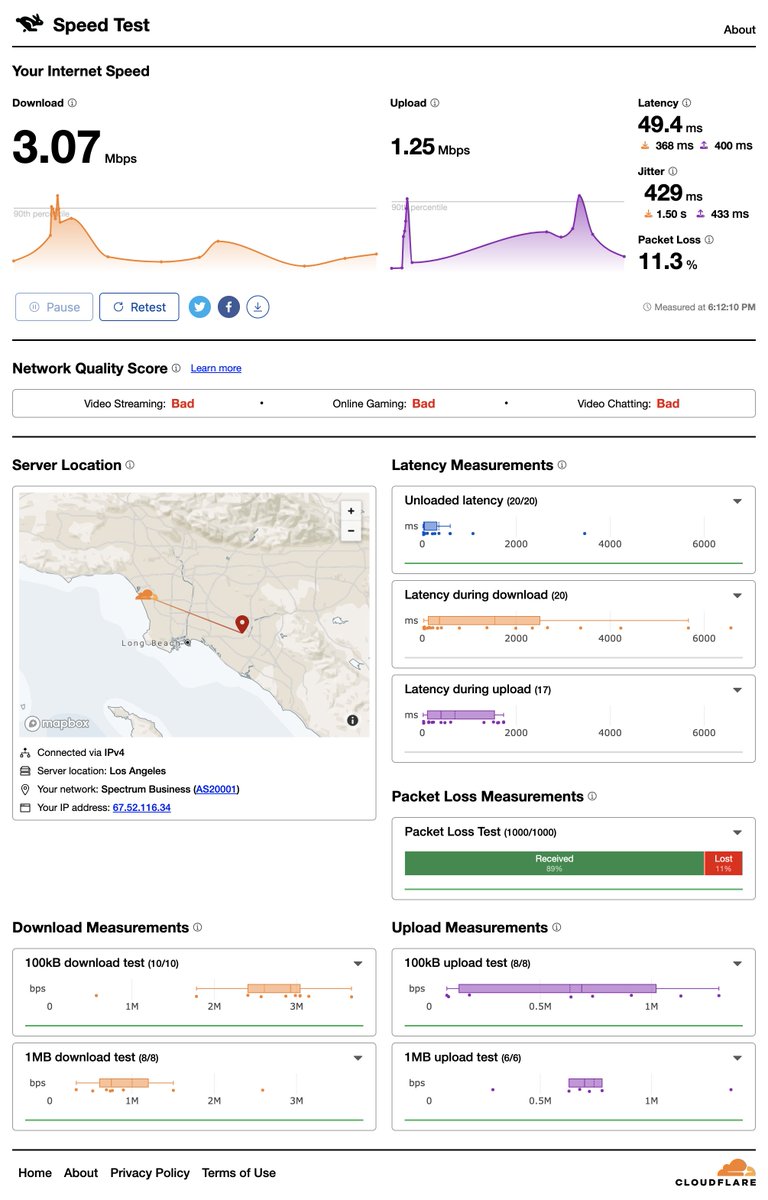 Speed Test
About
Your Internet Speed
Download
3.07 Mbps
90th percentile
Upload
1.25 Mbps
90th percentile
Latency
49.4 ms
368 ms 400 ms
Jitter
429 ms
1.50 s 433 ms
Packet Loss
11.3 %
Pause
Retest
Measured at 6:12:10 PM
Network Quality Score Learn more
Video Streaming: Bad • Online Gaming: Bad • Video Chatting: Bad
Server Location
+
−
Long Beach
mapbox
Connected via IPv4
Server location: Los Angeles
Your network: Spectrum Business (AS20001)
Your IP address: 67.52.116.34
Latency Measurements
Unloaded latency (20/20)
ms
0 2000 4000 6000
Latency during download (20)
ms
0 2000 4000 6000
Latency during upload (17)
ms
0 2000 4000 6000
Packet Loss Measurements
Packet Loss Test (1000/1000)
Received
89%
Lost
11%
Download Measurements
100kB download test (10/10)
bps
0 1M 2M 3M
1MB download test (8/8)
bps
0 1M 2M 3M
Upload Measurements
100kB upload test (8/8)
bps
0 0.5M 1M
1MB upload test (6/6)
bps
0 0.5M 1M
Home About Privacy Policy Terms of Use
CLOUDFLARE